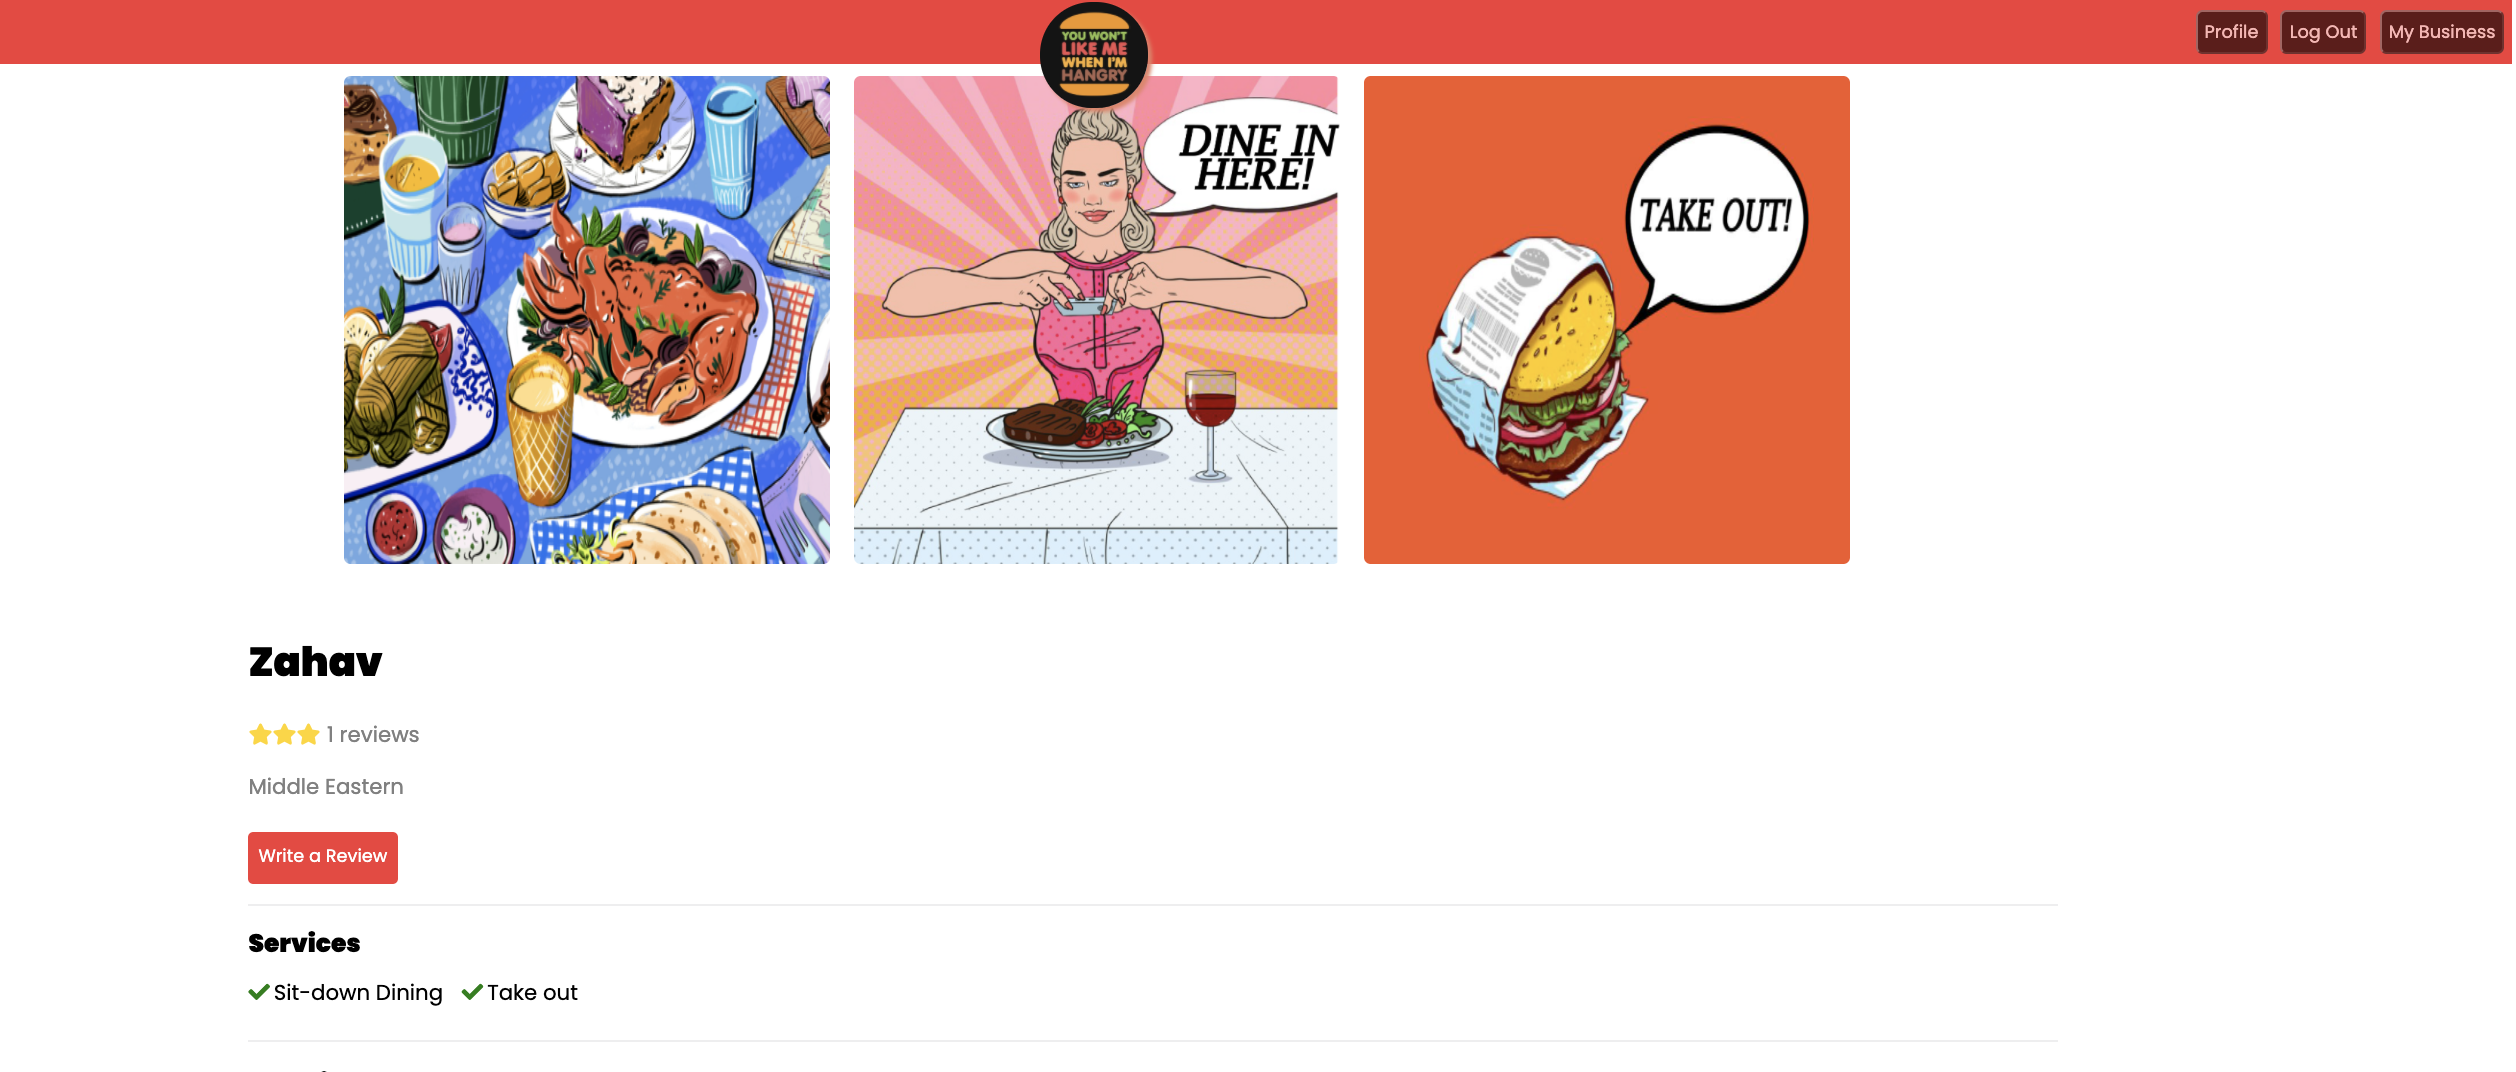 YOU WON'T
LIKE ME
WHEN I'M
HANGRY
Profile
Log Out
My Business
DINE IN
HERE!
TAKE OUT!
Zahav
1 reviews
Middle Eastern
Write a Review
Services
Sit-down Dining
Take out